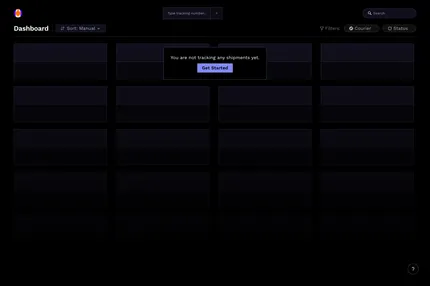 Type tracking number...
Search...
Dashboard
Sort: Manual
Filters
Courier
Status
You are not tracking any shipments yet.
Get Started
?